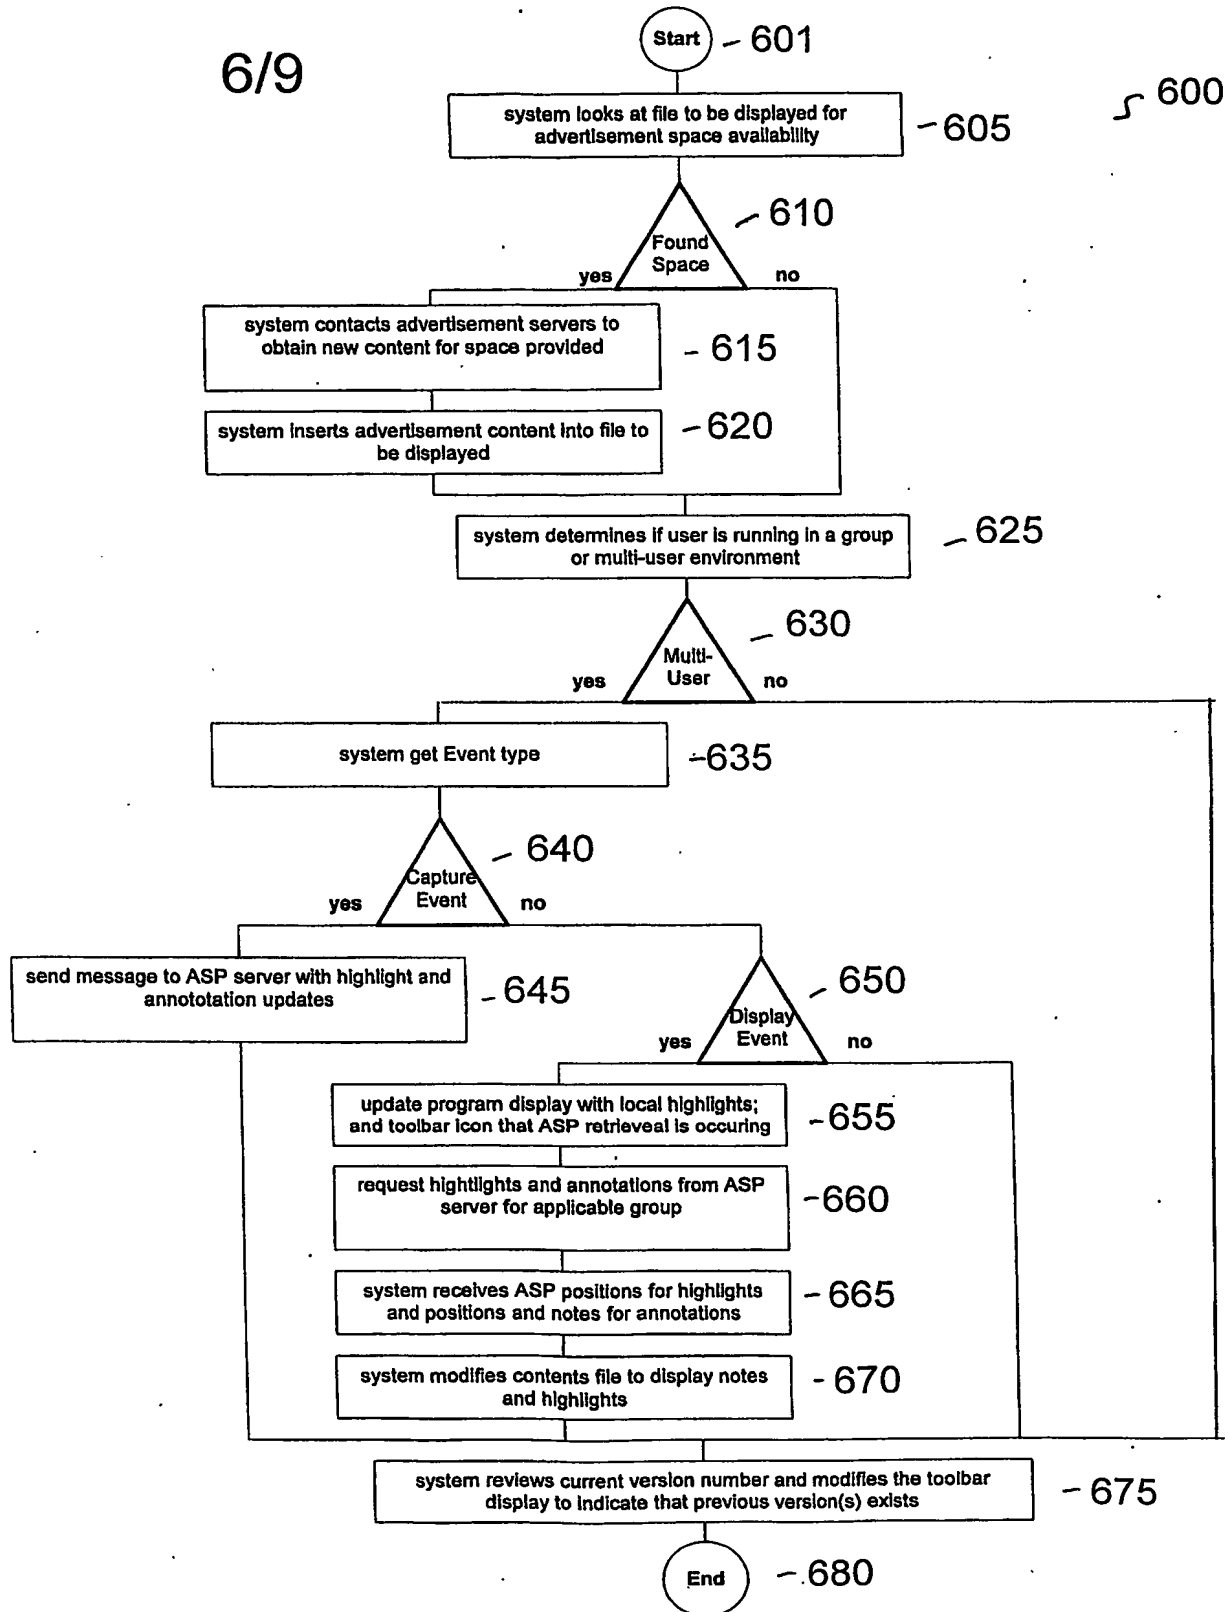 6/9
Start
601
600
system looks at file to be displayed for
advertisement space availability
605
610
Found
Space
yes
no
system contacts advertisement servers to
obtain new content for space provided
615
system inserts advertisement content into file to
be displayed
620
system determines if user is running in a group
or multi-user environment
625
630
Multi-
User
yes
no
system get Event type
635
640
Capture
Event
yes
no
send message to ASP server with highlight and
annototation updates
645
650
Display
Event
yes
no
update program display with local highlights;
and toolbar icon that ASP retrieveal is occuring
655
request hightlights and annotations from ASP
server for applicable group
660
system receives ASP positions for highlights
and positions and notes for annotations
665
system modifies contents file to display notes
and highlights
670
system reviews current version number and modifies the toolbar
display to indicate that previous version(s) exists
675
End
680